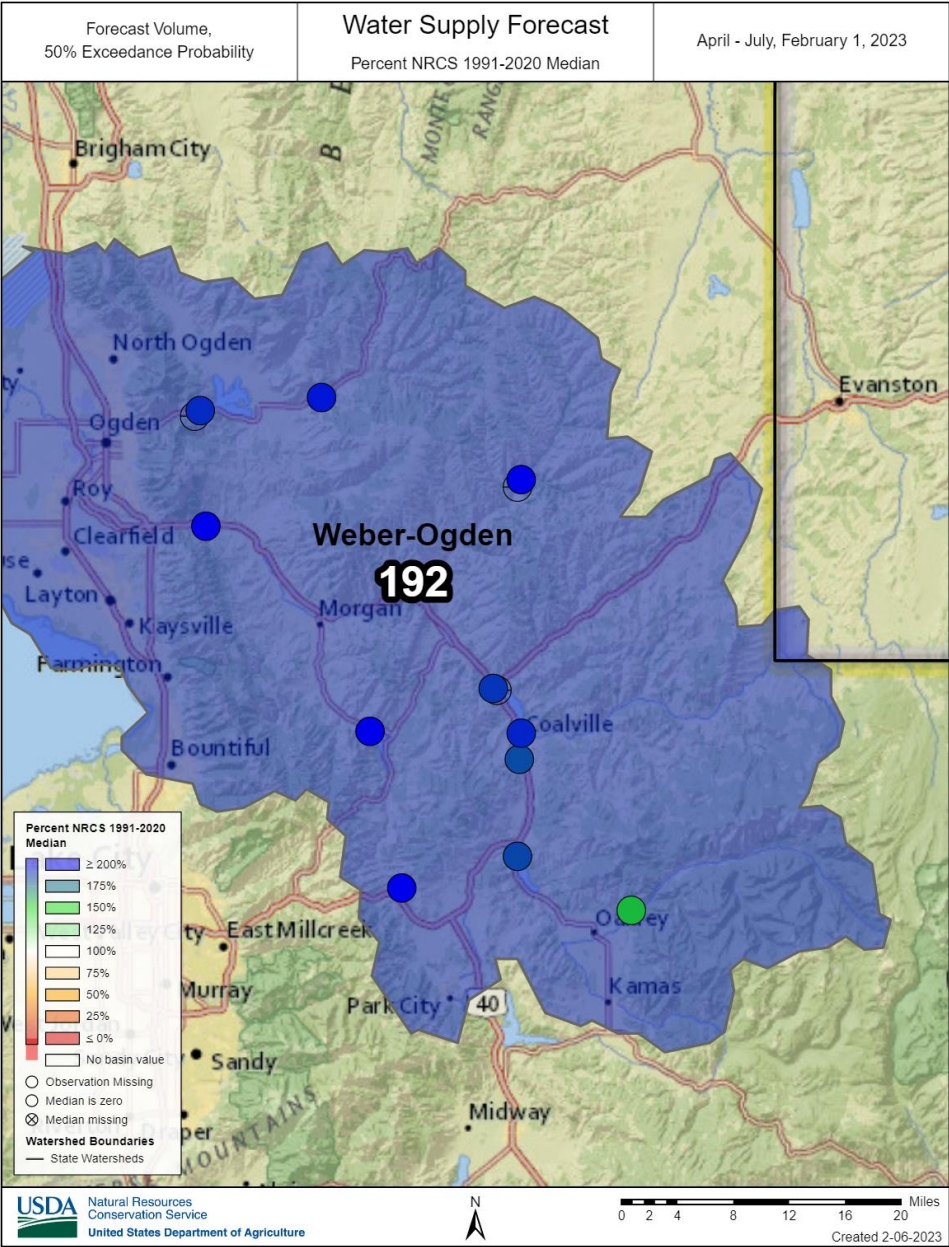 Forecast Volume,
50% Exceedance Probability
Water Supply Forecast
Percent NRCS 1991-2020 Median
April - July, February 1, 2023
Brigham City
B
E
MONTE
RANG
North Ogden
ty
Ogden
Evanston
Roy
Clearfield
Weber-Ogden
192
use
Layton
Morgan
Kaysville
Farmington
Coalville
Bountiful
East Millcreek
Oakley
Kamas
Murray
Park City
40
Sandy
Midway
Draper
MOUNTAINS
Percent NRCS 1991-2020
Median
≥ 200%
175%
150%
125%
100%
75%
50%
25%
≤ 0%
No basin value
Observation Missing
Median is zero
Median missing
Watershed Boundaries
State Watersheds
USDA
Natural Resources
Conservation Service
United States Department of Agriculture
N
Miles
0 2 4 8 12 16 20
Created 2-06-2023